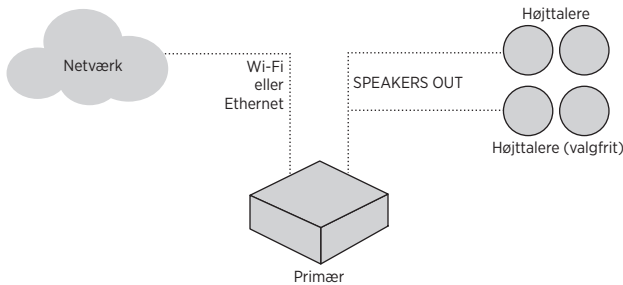 Højttalere
Netværk
Wi-Fi
eller
Ethernet
SPEAKERS OUT
Højttalere (valgfrit)
Primær